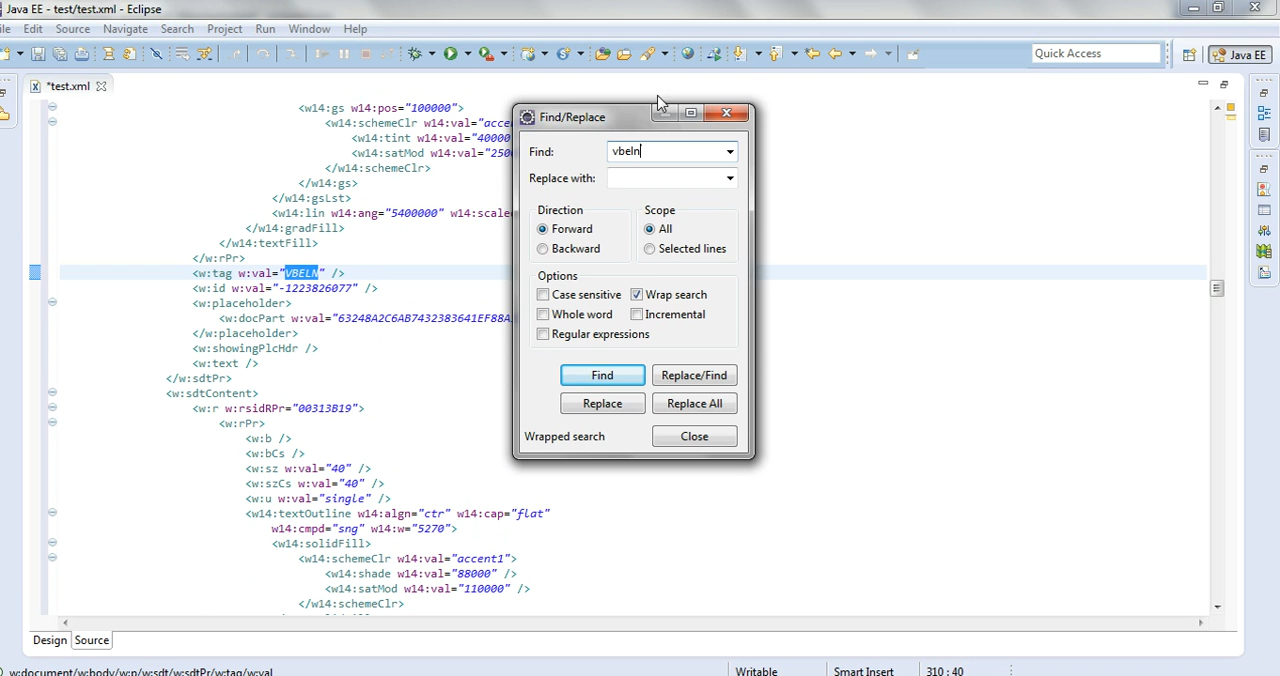 Java EE - test/test.xml - Eclipse
ile Edit Source Navigate Search Project Run Window Help
Quick Access
Java EE
*test.xml
<w14:gs w14:pos="100000">
<w14:schemeClr w14:val="acce
<w14:tint w14:val="40000
<w14:satMod w14:val="250
</w14:schemeClr>
</w14:gs>
</w14:gsLst>
<w14:lin w14:ang="5400000" w14:scale
</w14:gradFill>
</w14:textFill>
</w:rPr>
<w:tag w:val="VBELN" />
<w:id w:val="-1223826077" />
<w:placeholder>
<w:docPart w:val="63248A2C6AB7432383641EF88A
</w:placeholder>
<w:showingPlcHdr />
<w:text />
</w:sdtPr>
<w:sdtContent>
<w:r w:rsidRPr="00313B19">
<w:rPr>
<w:b />
<w:bCs />
<w:sz w:val="40" />
<w:szCs w:val="40" />
<w:u w:val="single" />
<w14:textOutline w14:algn="ctr" w14:cap="flat"
w14:cmpd="sng" w14:w="5270">
<w14:solidFill>
<w14:schemeClr w14:val="accent1">
<w14:shade w14:val="88000" />
<w14:satMod w14:val="110000" />
</w14:schemeClr>
Find/Replace
Find: vbeln
Replace with:
Direction Scope
Forward All
Backward Selected lines
Options
Case sensitive Wrap search
Whole word Incremental
Regular expressions
Find Replace/Find
Replace Replace All
Wrapped search Close
Design Source
w:document/w:body/w:p/w:sdt/w:sdtPr/w:tag/w:val Writable Smart Insert 310 : 40